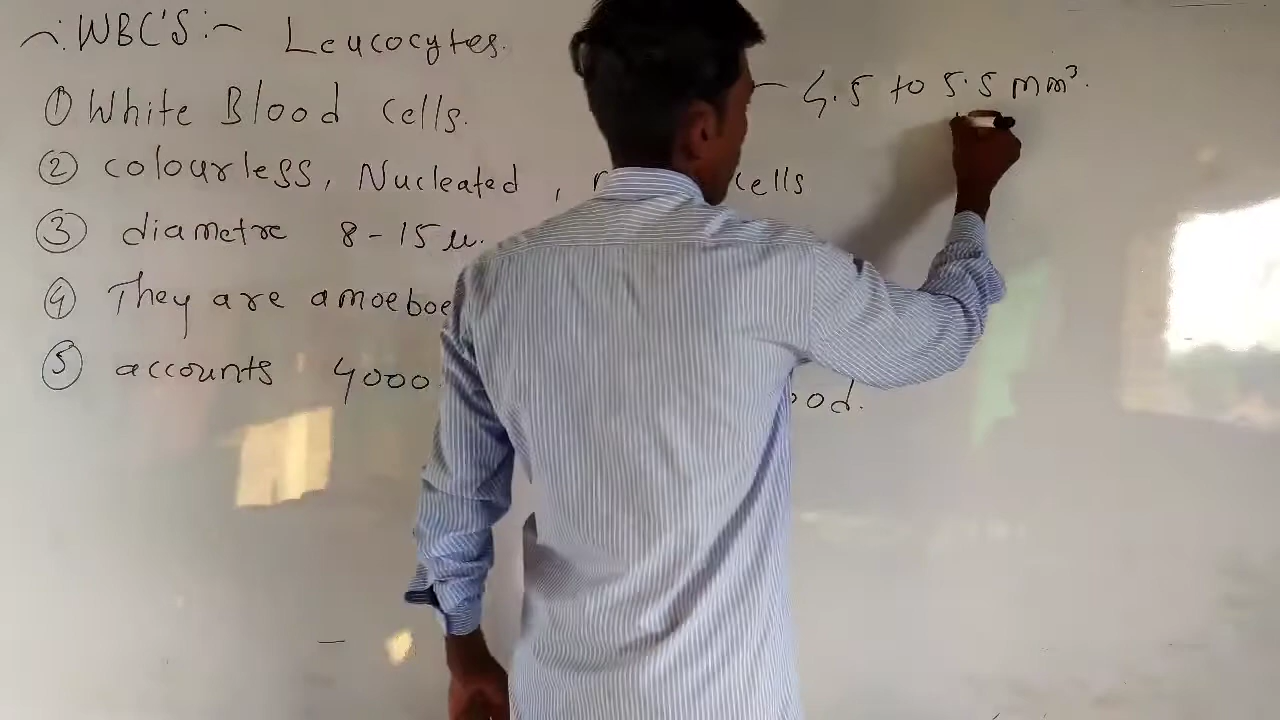 WBC'S Leucocytes.
4.5 to 5.5 mm³.
① White Blood cells.
② colourless, Nucleated, cells
③ diametre 8-15 μ.
④ They are amoeboe
⑤ accounts 4000 ood.